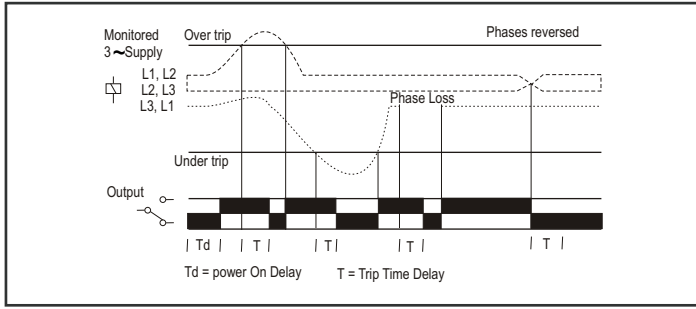 Monitored Over trip Phases reversed
3~Supply
L1, L2
L2, L3
L3, L1
Phase Loss
Under trip
Output
| Td | | T | | T | | T | | T |
Td = power On Delay T = Trip Time Delay